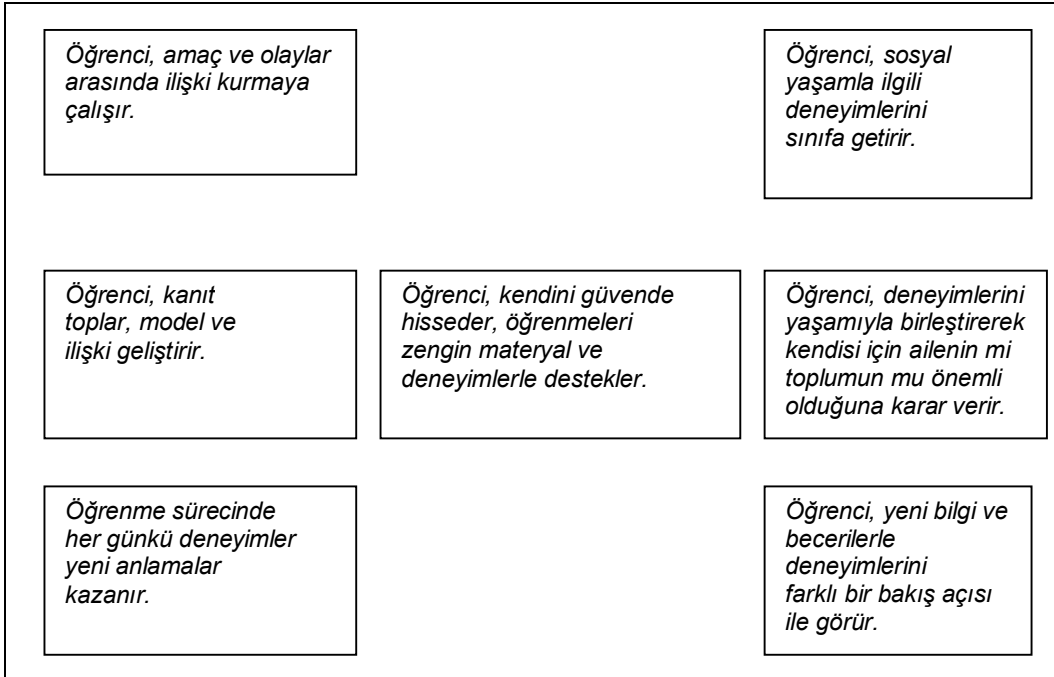 Öğrenci, amaç ve olaylar
arasında ilişki kurmaya
çalışır.
Öğrenci, sosyal
yaşamla ilgili
deneyimlerini
sınıfa getirir.
Öğrenci, kanıt
toplar, model ve
ilişki geliştirir.
Öğrenci, kendini güvende
hisseder, öğrenmeleri
zengin materyal ve
deneyimlerle destekler.
Öğrenci, deneyimlerini
yaşamıyla birleştirerek
kendisi için ailenin mi
toplumun mu önemli
olduğuna karar verir.
Öğrenme sürecinde
her günkü deneyimler
yeni anlamalar
kazanır.
Öğrenci, yeni bilgi ve
becerilerle
deneyimlerini
farklı bir bakış açısı
ile görür.